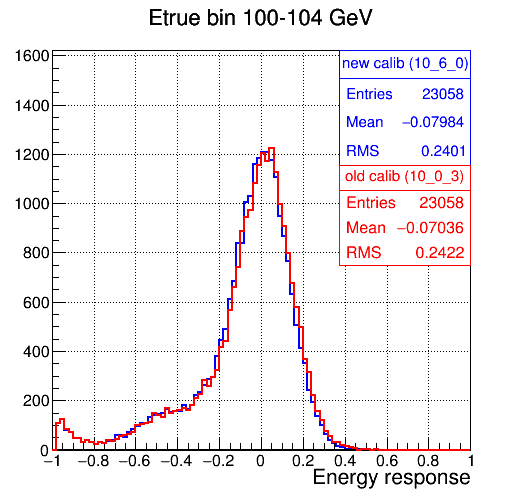 Etrue bin 100-104 GeV
new calib (10_6_0)
Entries 23058
Mean −0.07984
RMS 0.2401
old calib (10_0_3)
Entries 23058
Mean −0.07036
RMS 0.2422
1600
1400
1200
1000
800
600
400
200
0
−1 −0.8 −0.6 −0.4 −0.2 0 0.2 0.4 0.6 0.8 1
Energy response